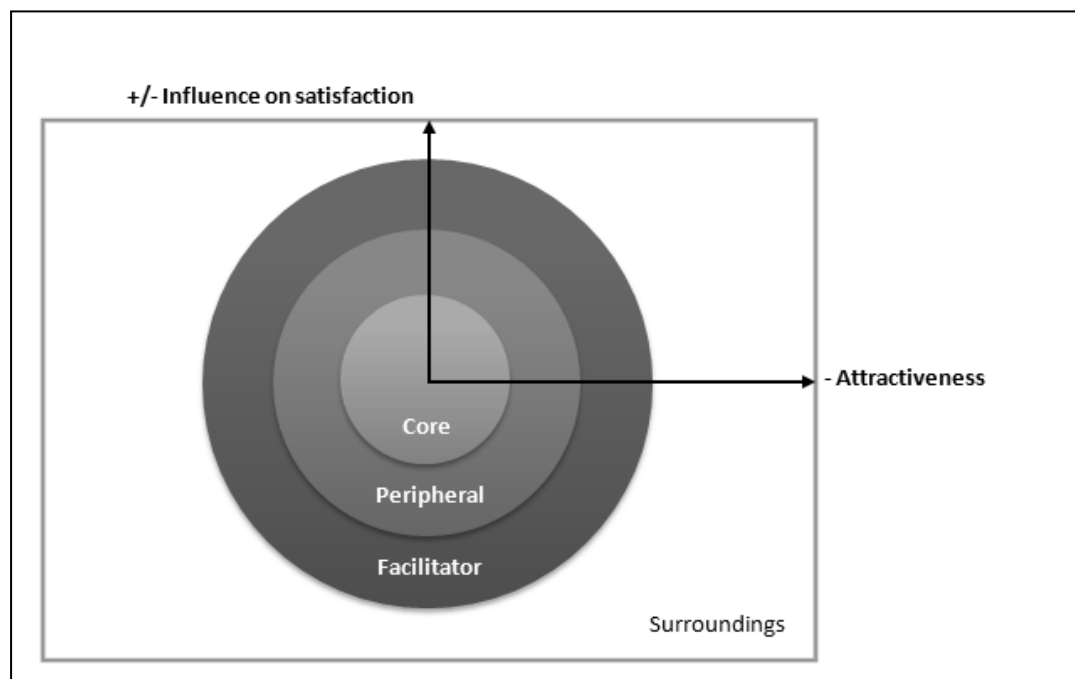 +/- Influence on satisfaction
- Attractiveness
Core
Peripheral
Facilitator
Surroundings